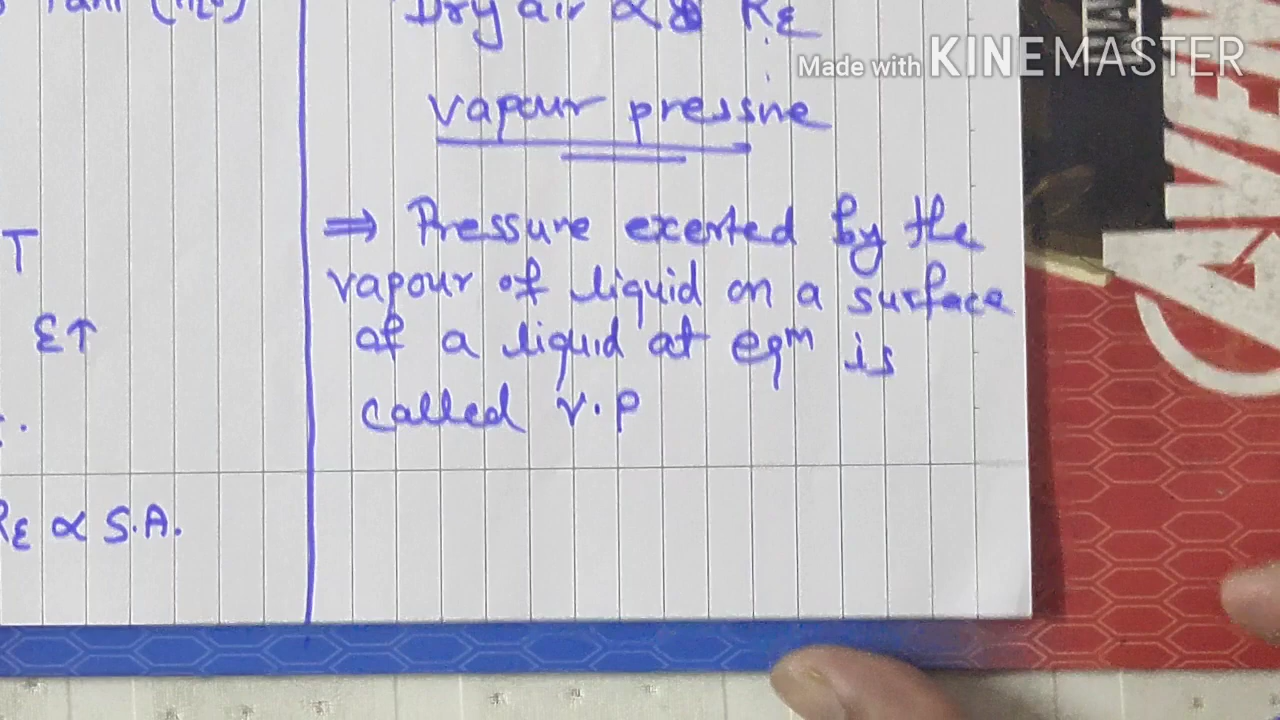 Dry air ∝ RE
Made with KINEMASTER
vapour pressure
⇒ Pressure exerted by the
vapour of liquid on a surface
of a liquid at eqm is
called V.P
T
ε↑
RE ∝ S.A.